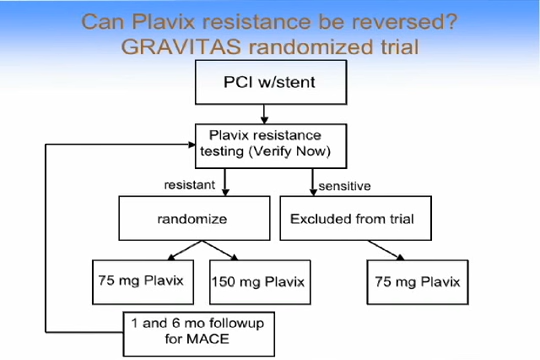 Can Plavix resistance be reversed?
GRAVITAS randomized trial
PCI w/stent
Plavix resistance
testing (Verify Now)
resistant
sensitive
randomize
Excluded from trial
75 mg Plavix
150 mg Plavix
75 mg Plavix
1 and 6 mo followup
for MACE